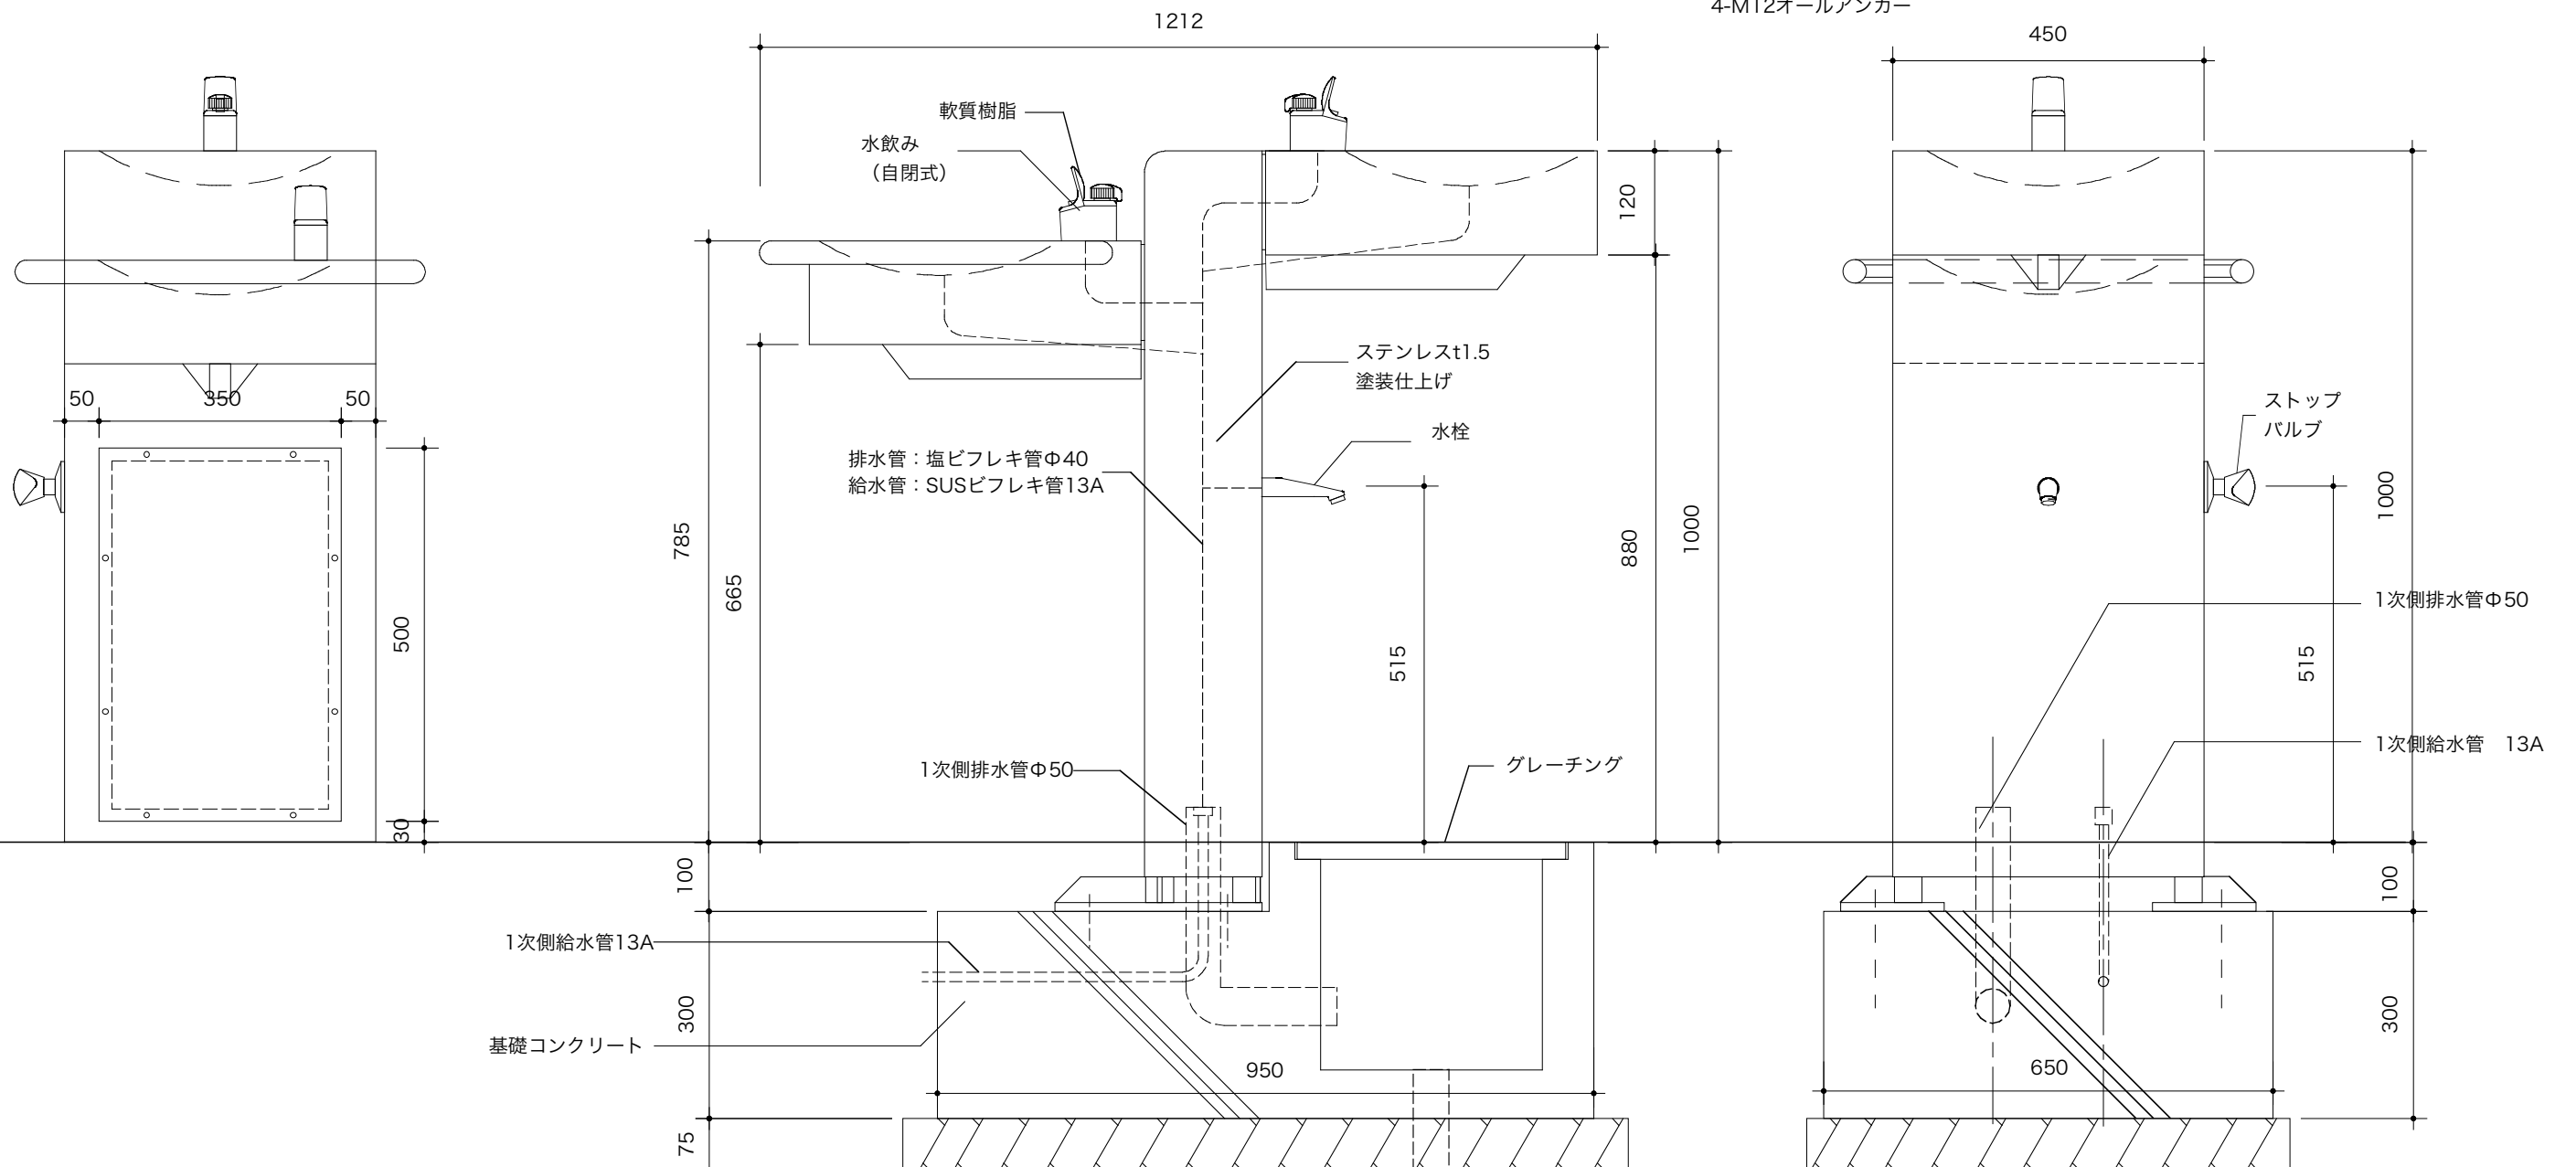 4-M12オールアンカー
1212
450
軟質樹脂
水飲み
（自閉式）
120
ステンレスt1.5
塗装仕上げ
水栓
ストップ
バルブ
50
350
50
排水管：塩ビフレキ管Φ40
給水管：SUSビフレキ管13A
785
665
500
30
515
880
1000
1000
515
1次側排水管Φ50
1次側給水管　13A
1次側排水管Φ50
グレーチング
100
100
1次側給水管13A
300
300
基礎コンクリート
950
650
75